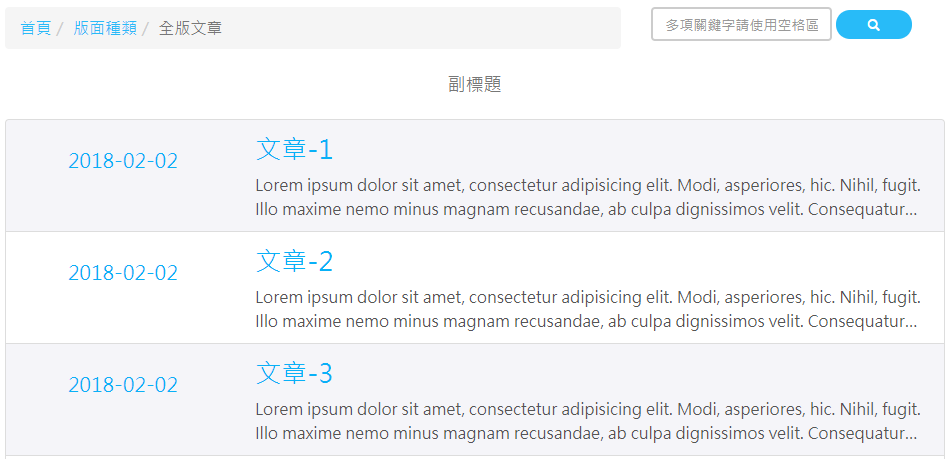 首頁 / 版面種類 / 全版文章
多項關鍵字請使用空格區
副標題
2018-02-02
文章-1
Lorem ipsum dolor sit amet, consectetur adipisicing elit. Modi, asperiores, hic. Nihil, fugit.
Illo maxime nemo minus magnam recusandae, ab culpa dignissimos velit. Consequatur...
2018-02-02
文章-2
Lorem ipsum dolor sit amet, consectetur adipisicing elit. Modi, asperiores, hic. Nihil, fugit.
Illo maxime nemo minus magnam recusandae, ab culpa dignissimos velit. Consequatur...
2018-02-02
文章-3
Lorem ipsum dolor sit amet, consectetur adipisicing elit. Modi, asperiores, hic. Nihil, fugit.
Illo maxime nemo minus magnam recusandae, ab culpa dignissimos velit. Consequatur...